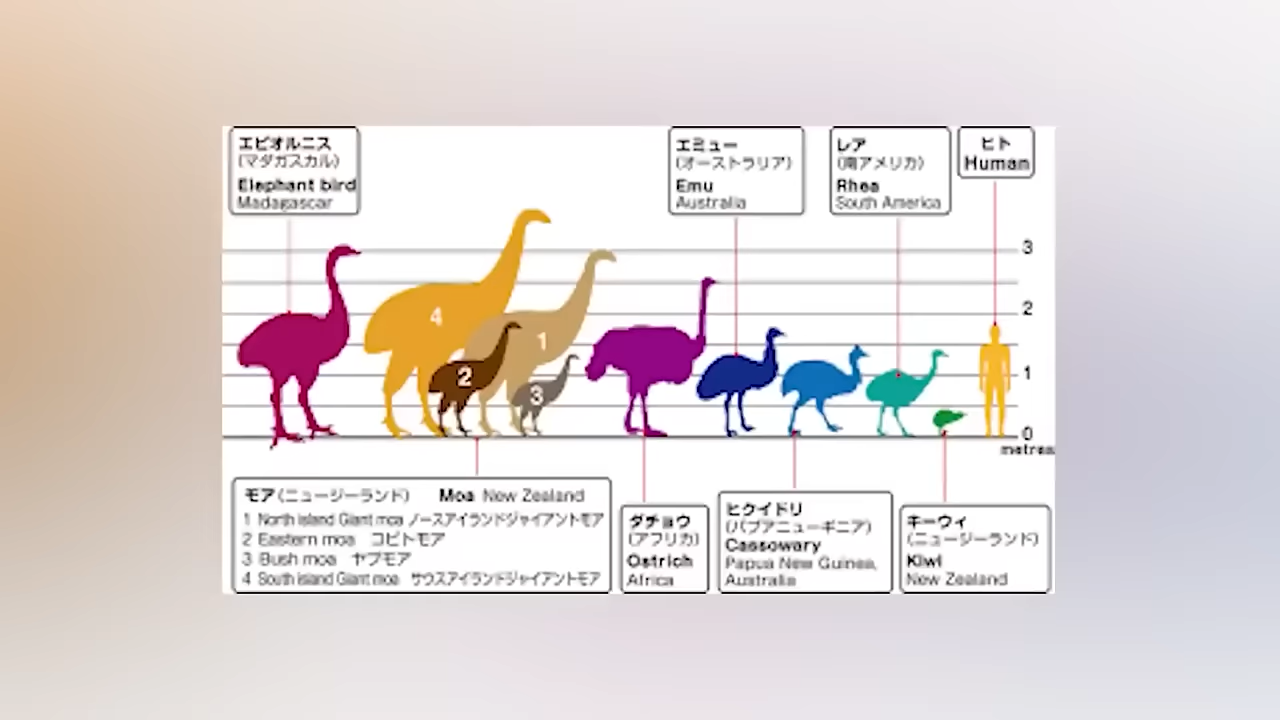 エピオルニス
(マダガスカル)
Elephant bird
Madagascar
エミュー
(オーストラリア)
Emu
Australia
レア
(南アメリカ)
Rhea
South America
ヒト
Human
3
2
1
0
metres
4
1
2
3
モア(ニュージーランド) Moa New Zealand
1 North island Giant moa ノースアイランドジャイアントモア
2 Eastern moa コビトモア
3 Bush moa ヤブモア
4 South island Giant moa サウスアイランドジャイアントモア
ダチョウ
(アフリカ)
Ostrich
Africa
ヒクイドリ
(パプアニューギニア)
Cassowary
Papua New Guinea,
Australia
キーウィ
(ニュージーランド)
Kiwi
New Zealand